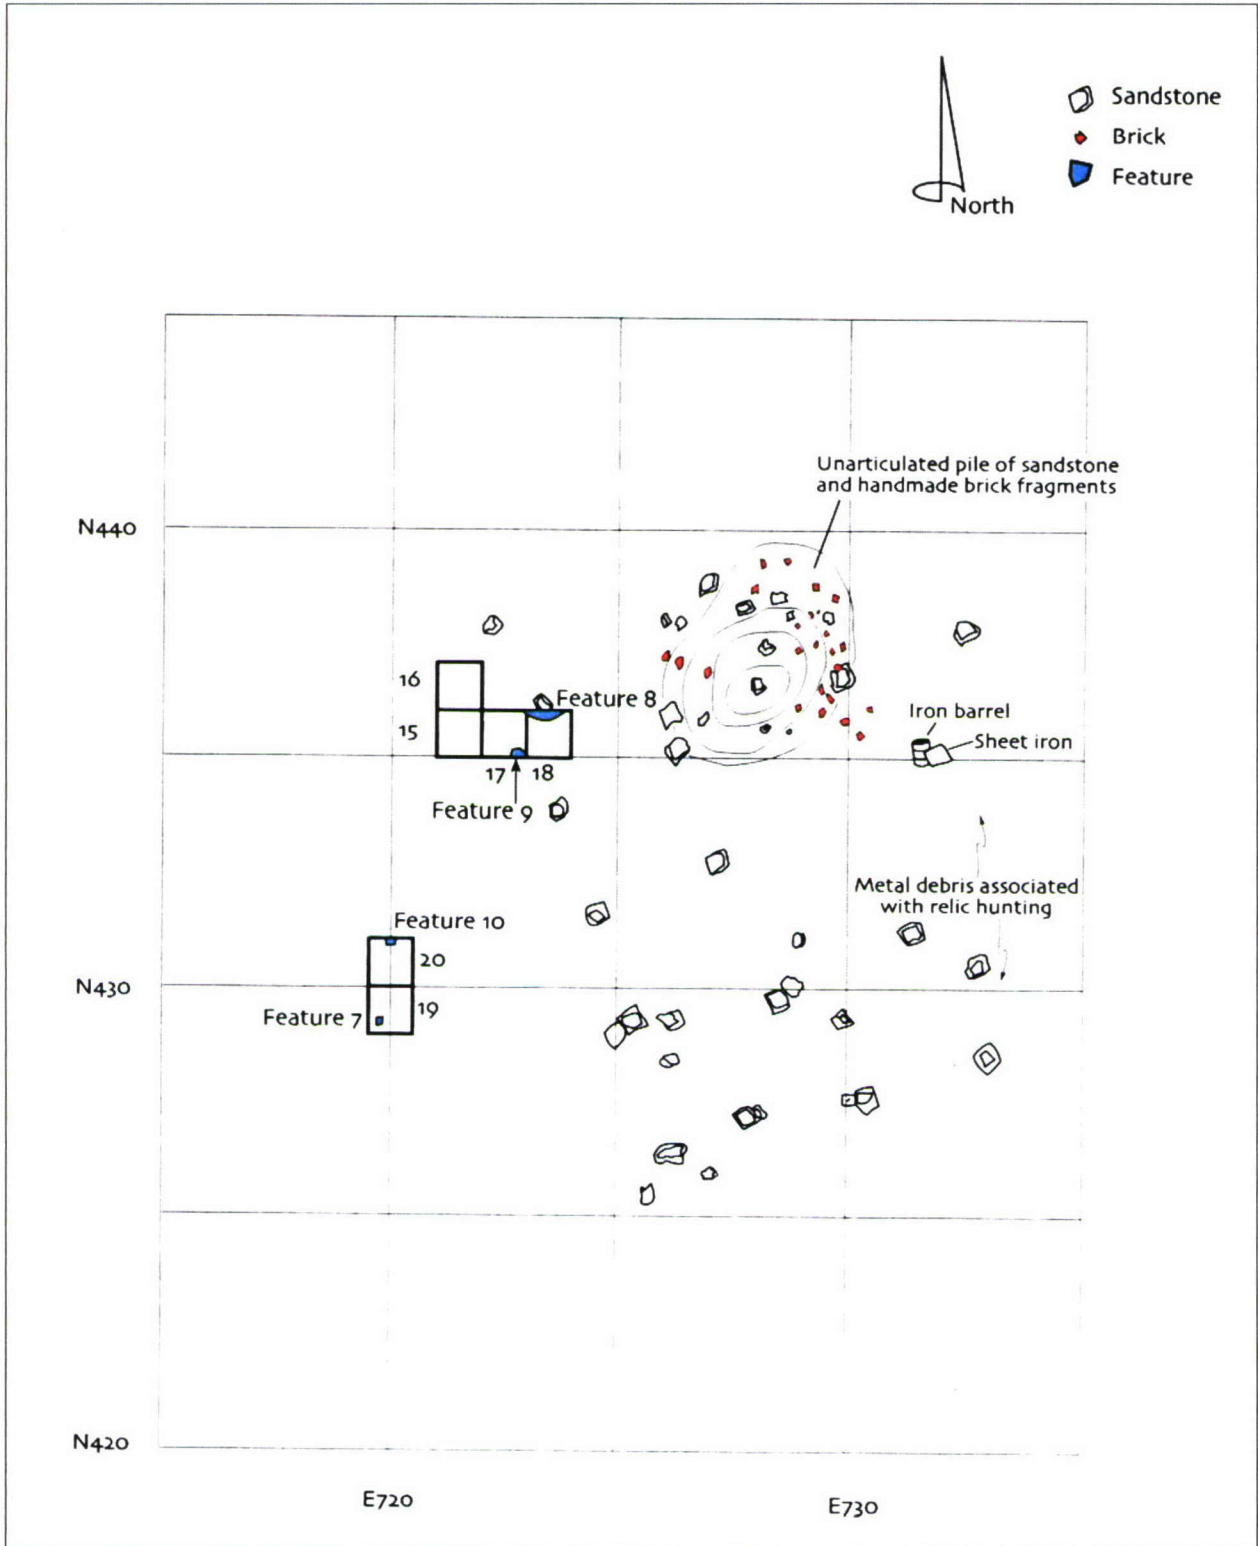 Sandstone
Brick
Feature
North
Unarticulated pile of sandstone
and handmade brick fragments
N440
16
Feature 8
15
Iron barrel
Sheet iron
17 18
Feature 9
Metal debris associated
with relic hunting
Feature 10
20
N430
19
Feature 7
N420
E720
E730